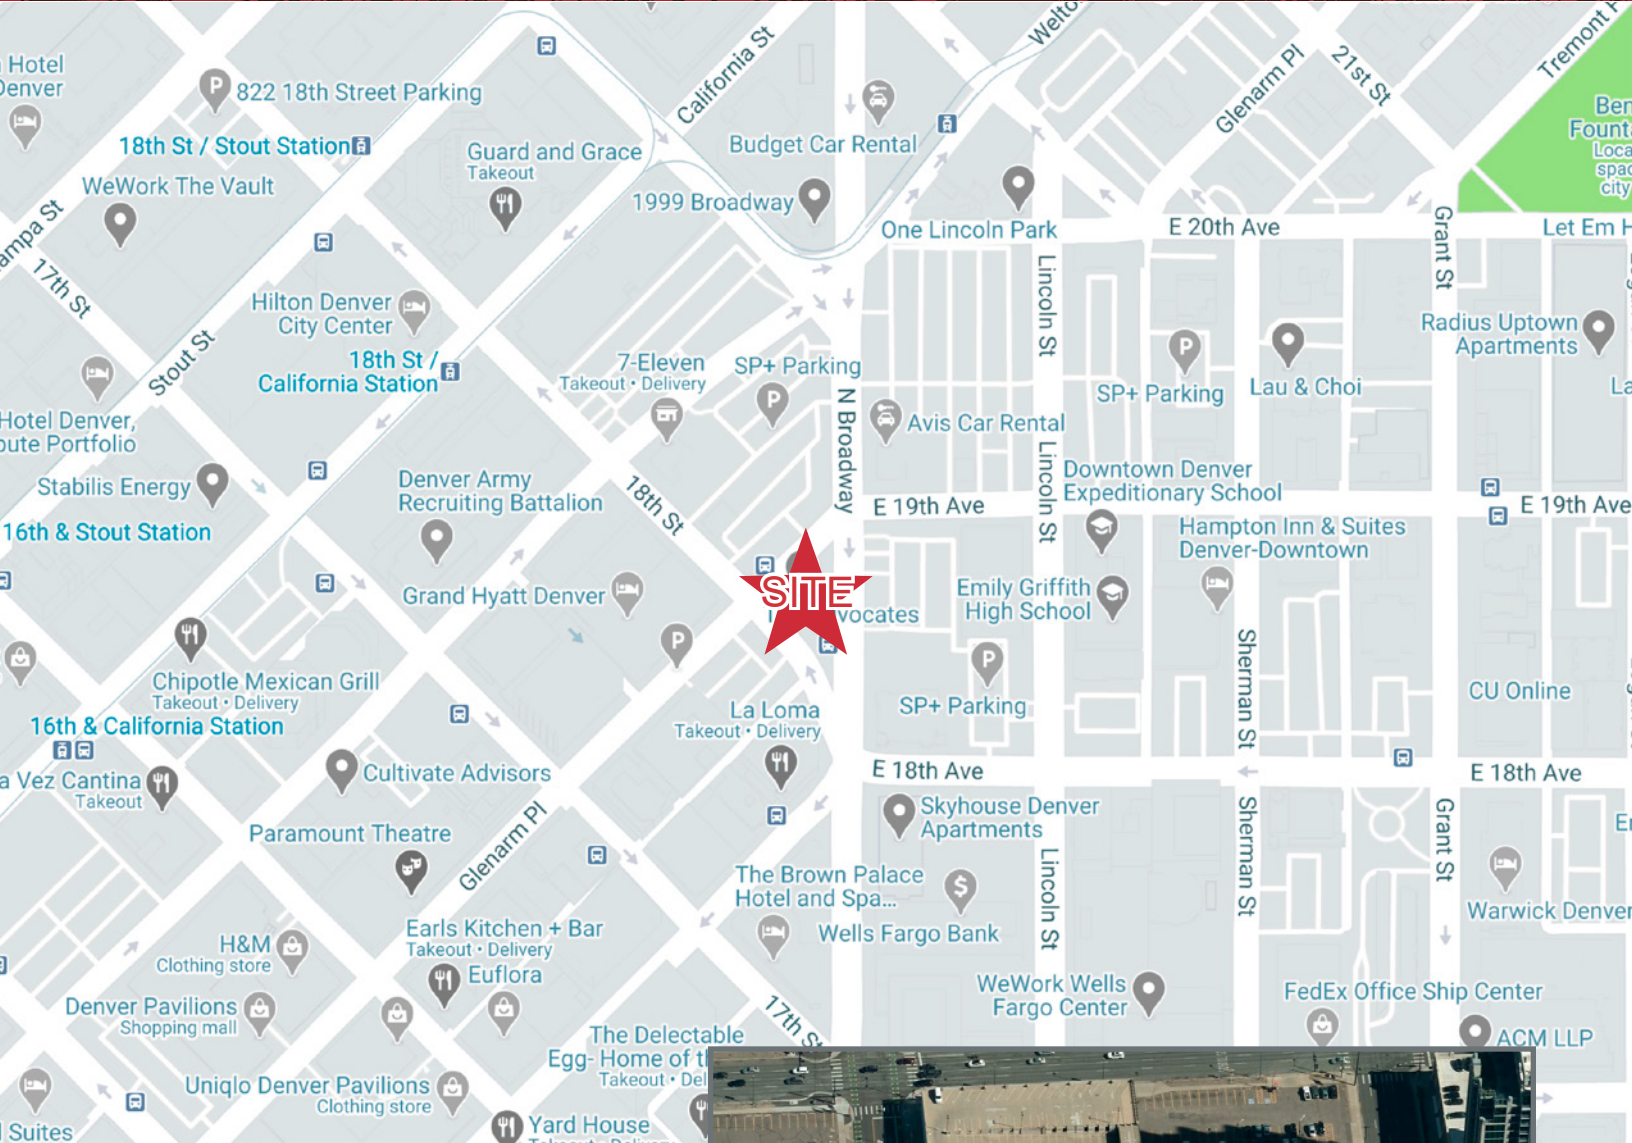 Hotel
Denver
822 18th Street Parking
18th St / Stout Station
WeWork The Vault
17th St
Stout St
California St
Guard and Grace
Takeout
Budget Car Rental
1999 Broadway
One Lincoln Park
Glenarm Pl
21st St
Tremont
E 20th Ave
Grant St
Let Em
Hilton Denver
City Center
18th St /
California Station
7-Eleven
Takeout • Delivery
SP+ Parking
N Broadway
Lincoln St
Radius Uptown
Apartments
SP+ Parking
Lau & Choi
Hotel Denver,
Portfolio
Avis Car Rental
Stabilis Energy
Denver Army
Recruiting Battalion
18th St
Lincoln St
Downtown Denver
Expeditionary School
E 19th Ave
E 19th Ave
16th & Stout Station
Hampton Inn & Suites
Denver-Downtown
Grand Hyatt Denver
SITE
Emily Griffith
High School
Chipotle Mexican Grill
Takeout • Delivery
16th & California Station
La Loma
Takeout • Delivery
SP+ Parking
Sherman St
CU Online
Vez Cantina
Takeout
Cultivate Advisors
E 18th Ave
E 18th Ave
Paramount Theatre
Glenarm Pl
Skyhouse Denver
Apartments
Lincoln St
Sherman St
Grant St
The Brown Palace
Hotel and Spa...
Wells Fargo Bank
Warwick Denver
H&M
Clothing store
Earls Kitchen + Bar
Takeout • Delivery
Euflora
Denver Pavilions
Shopping mall
17th St
WeWork Wells
Fargo Center
FedEx Office Ship Center
ACM LLP
The Delectable
Egg- Home of
Takeout •
Uniqlo Denver Pavilions
Clothing store
Yard House
Suites